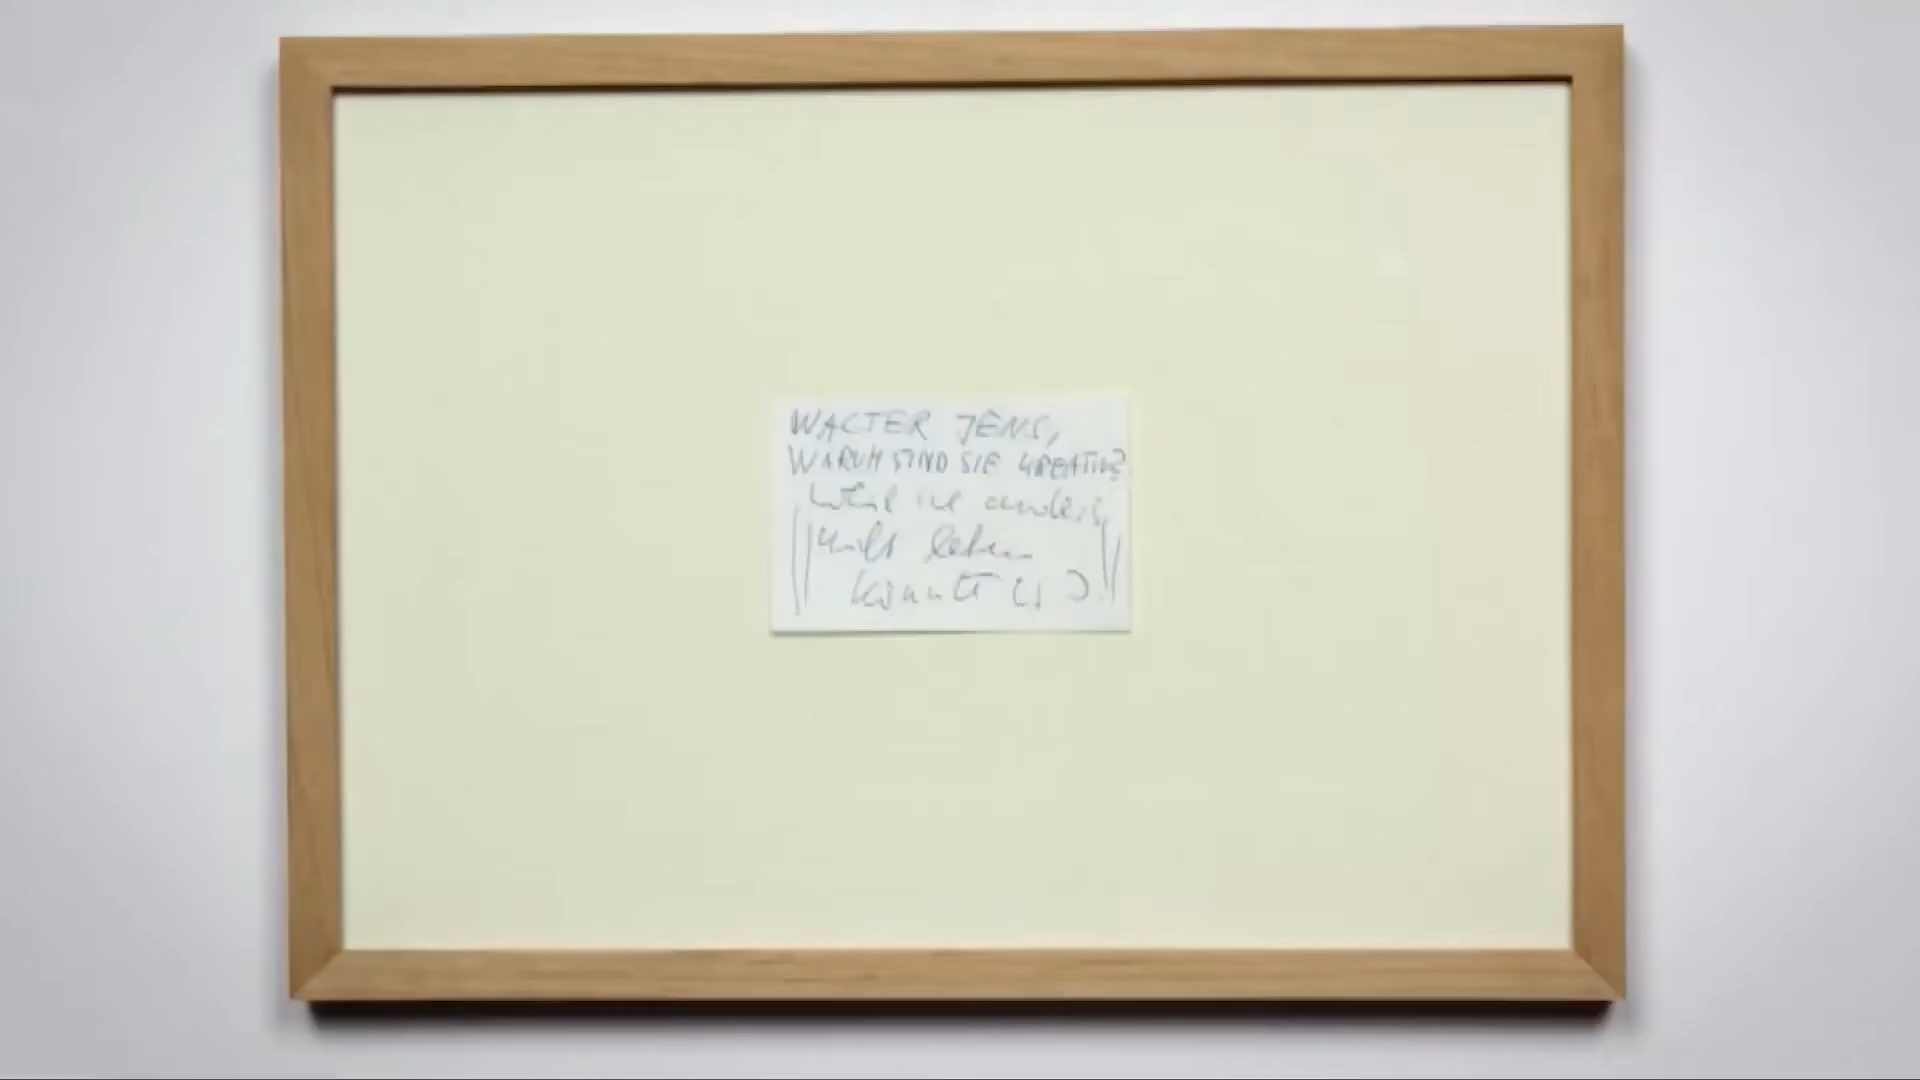 WALTER JENS,
WARUM SIND SIE KREATIV?
Weil ich anders
nicht leben
könnte